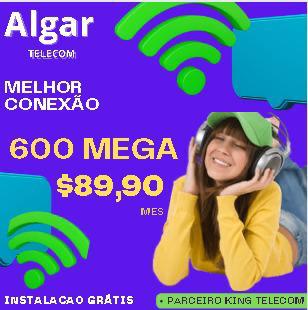 Algar
TELECOM
MELHOR
CONEXÃO
600 MEGA
$89,90
MES
INSTALACAO GRÁTIS
• PARCEIRO KING TELECOM